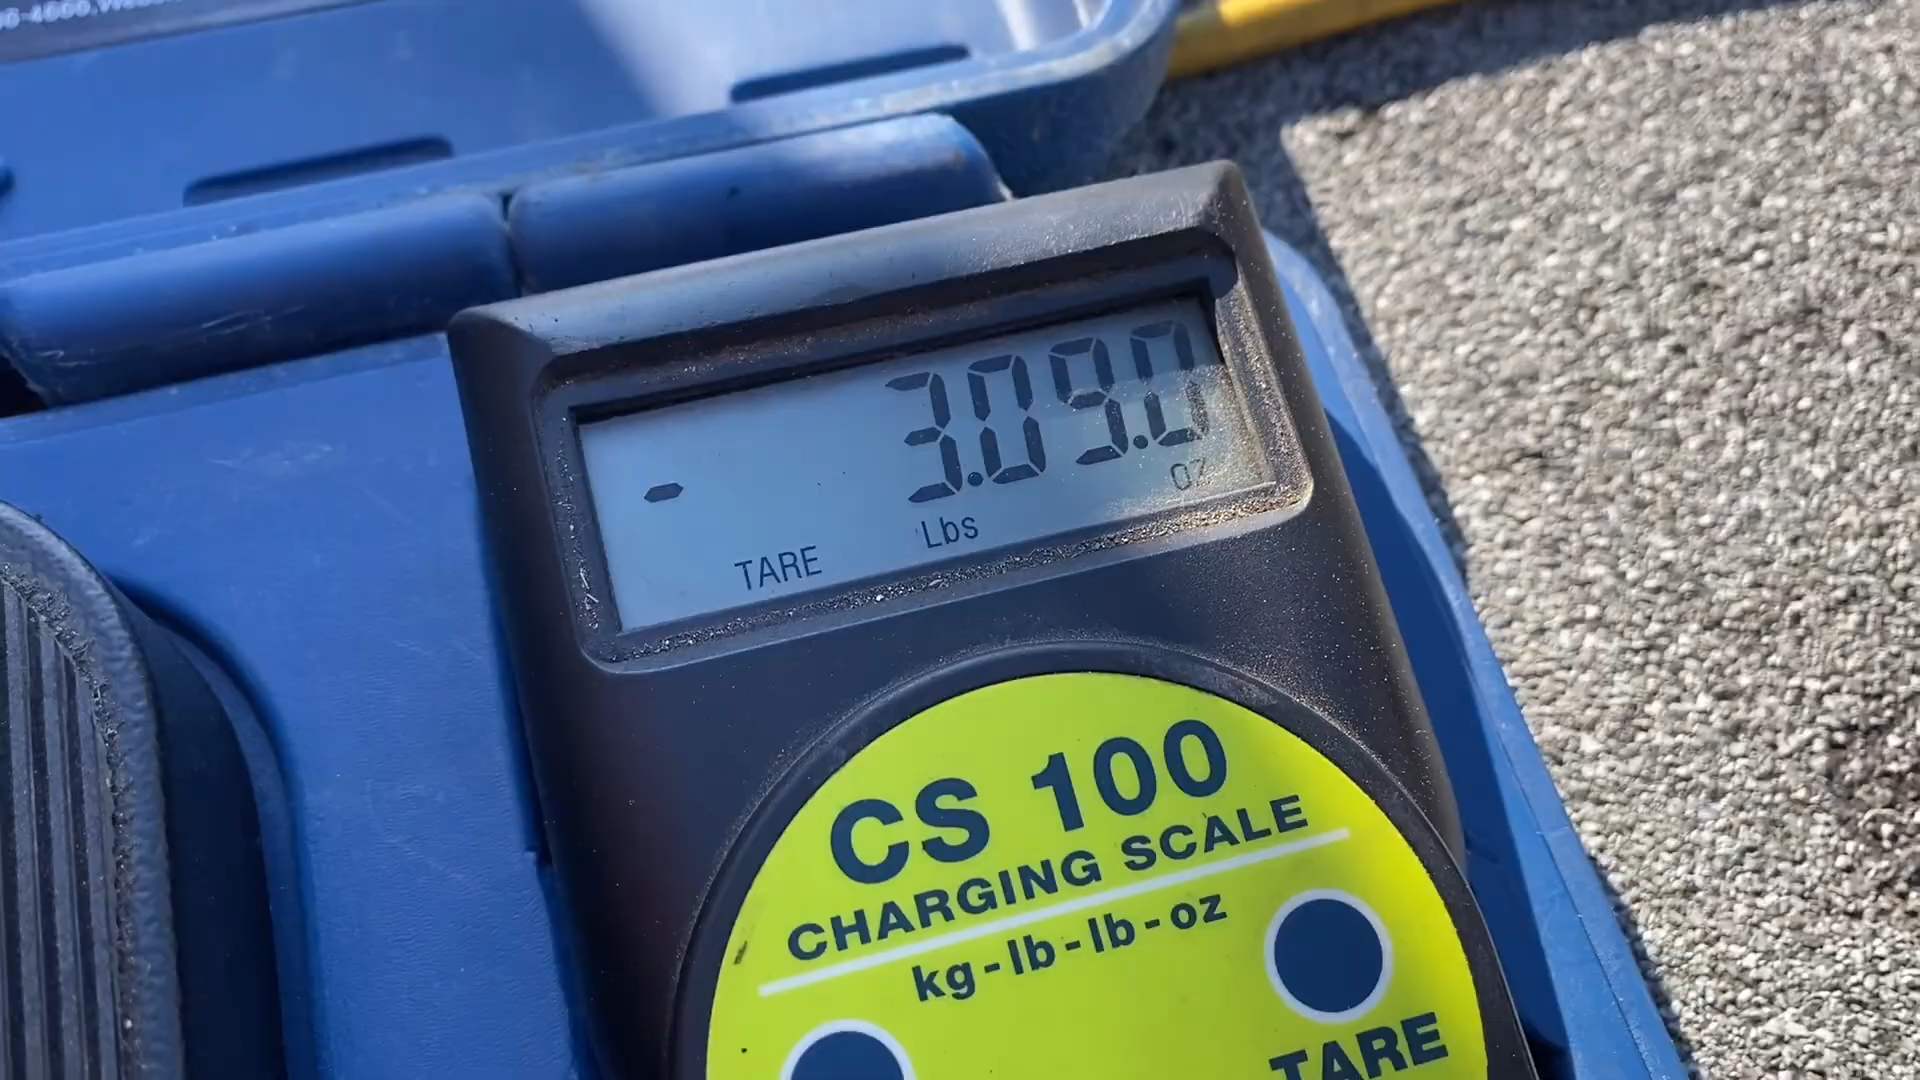 - 3.09.0
oz
Lbs
TARE
CS 100
CHARGING SCALE
kg-lb-lb-oz
TARE